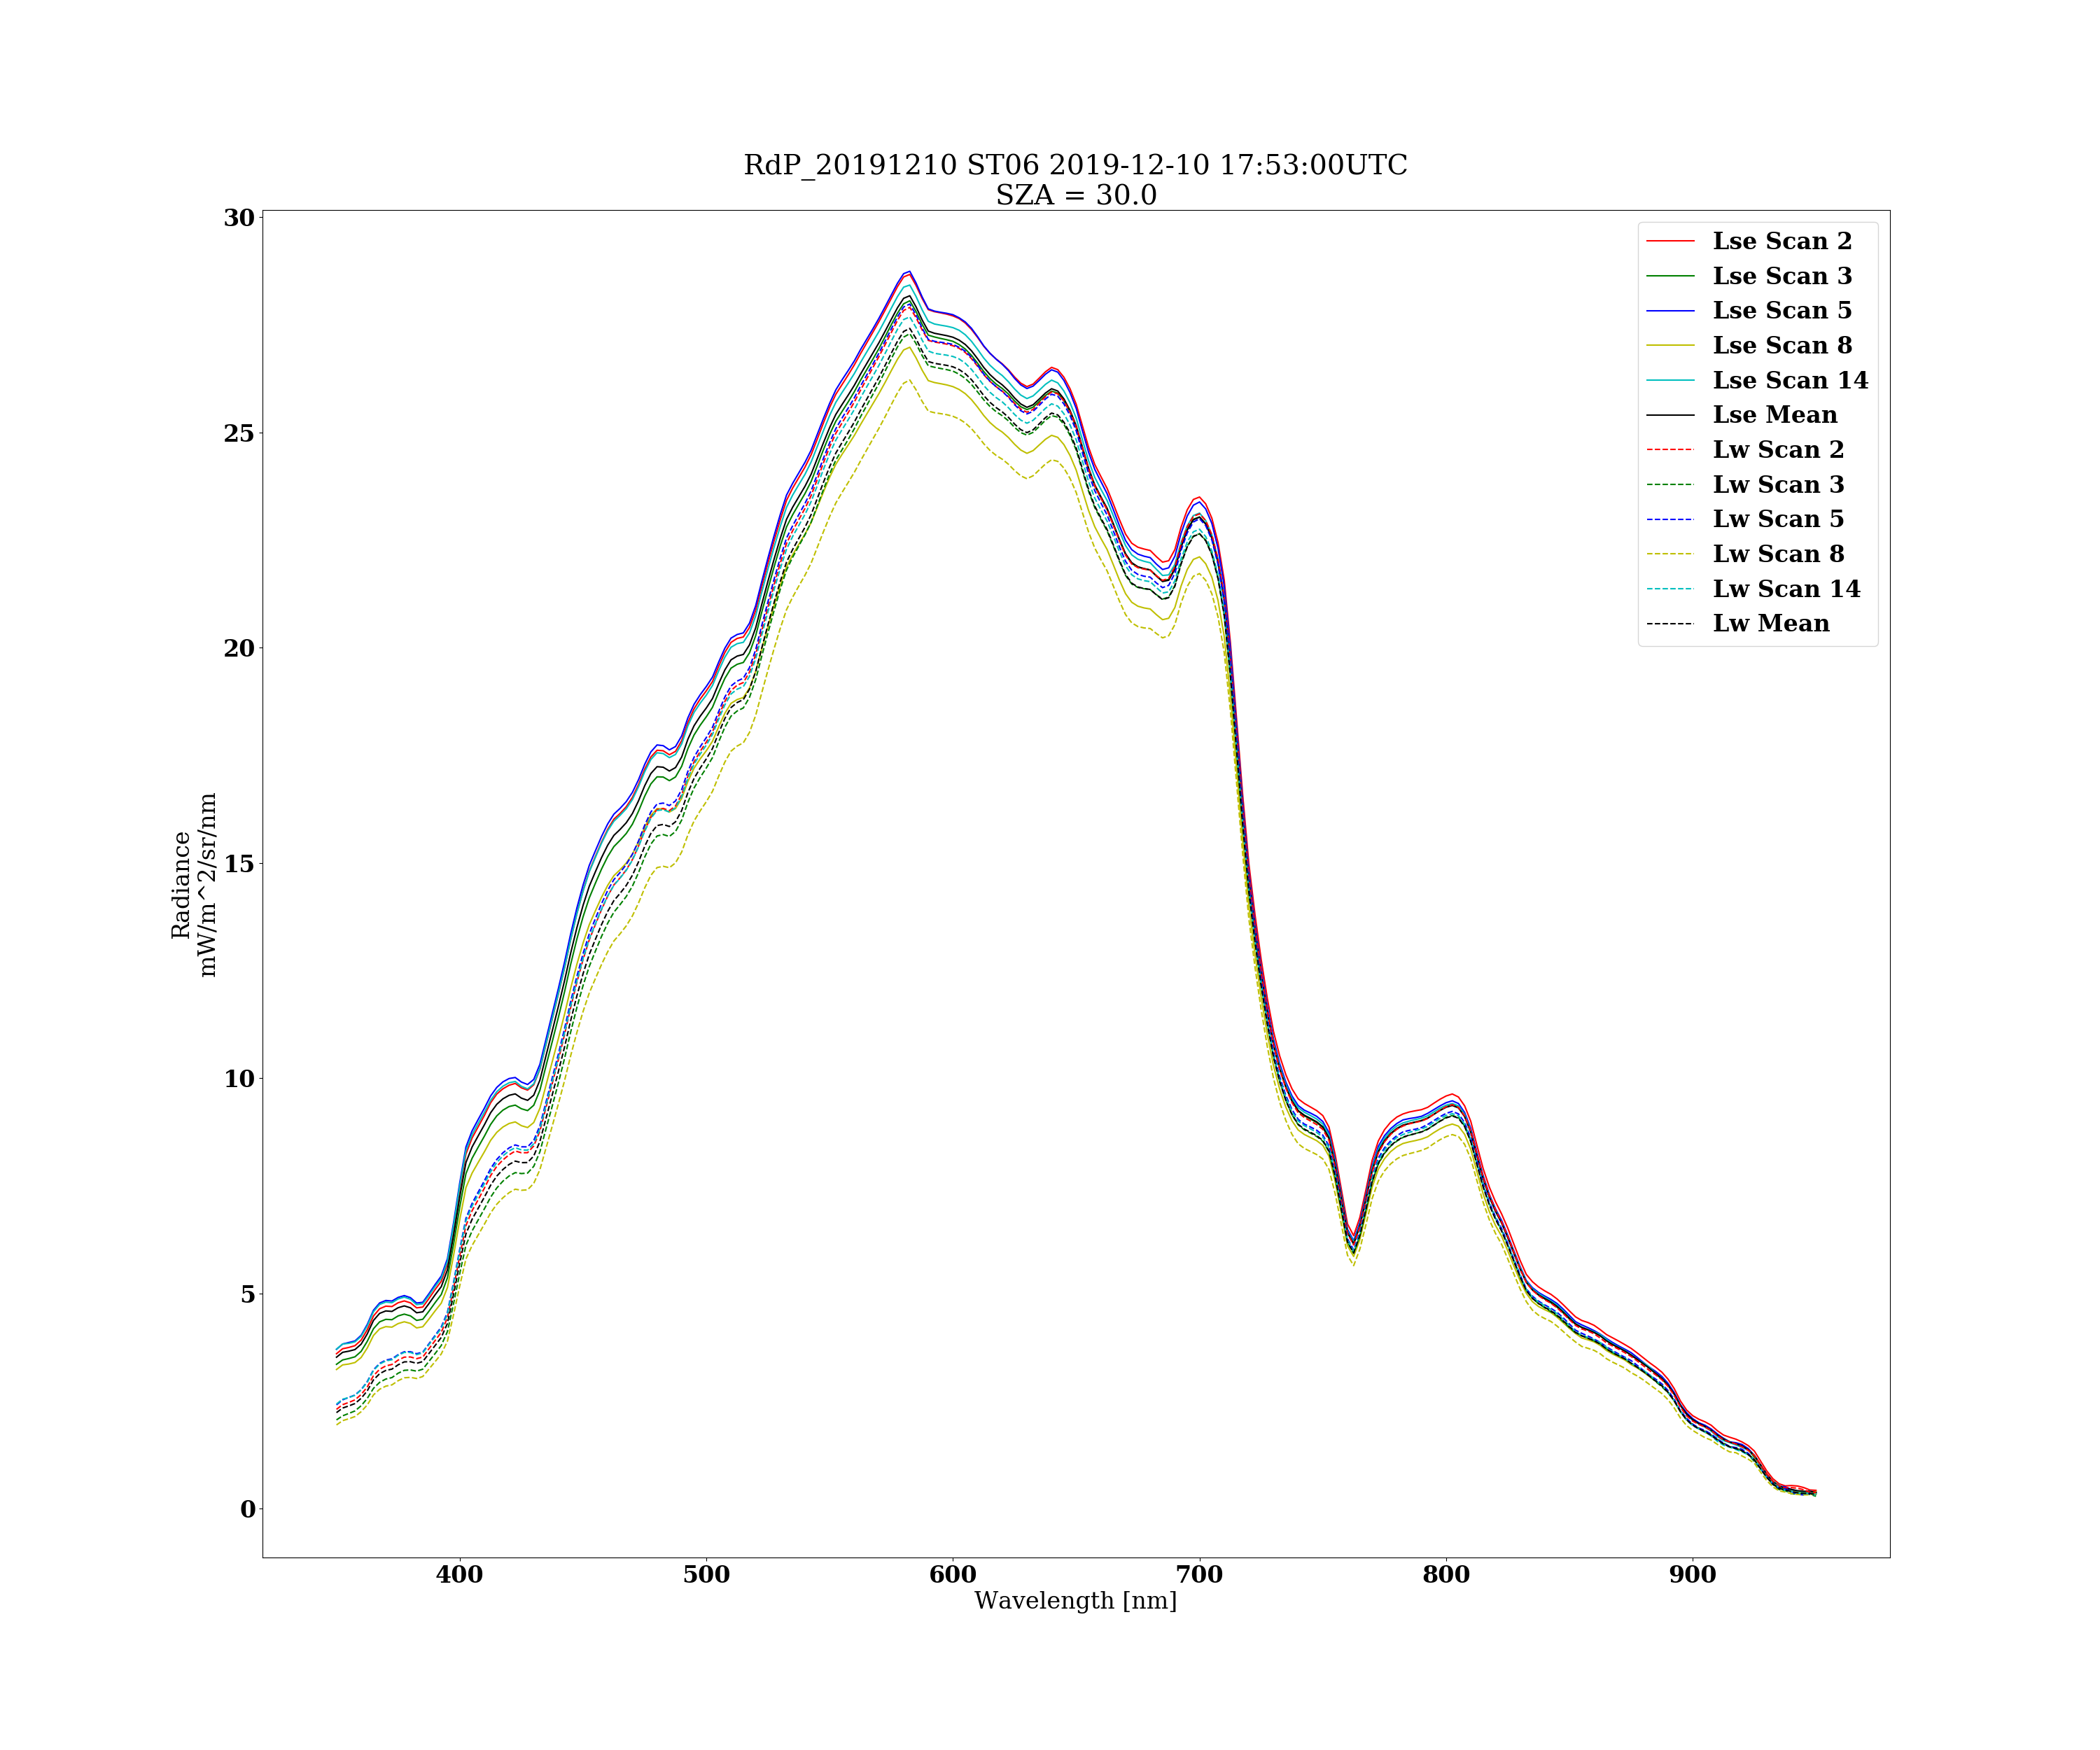 RdP_20191210 ST06 2019-12-10 17:53:00UTC
SZA = 30.0
30
25
20
15
10
5
0
Radiance
mW/m^2/sr/nm
Lse Scan 2
Lse Scan 3
Lse Scan 5
Lse Scan 8
Lse Scan 14
Lse Mean
Lw Scan 2
Lw Scan 3
Lw Scan 5
Lw Scan 8
Lw Scan 14
Lw Mean
400 500 600 700 800 900
Wavelength [nm]